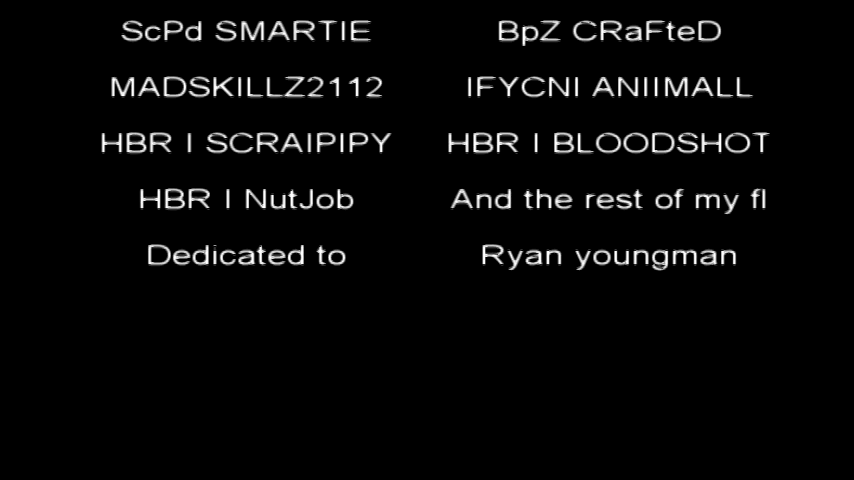 ScPd SMARTIE BpZ CRaFteD
MADSKILLZ2112 IFYCNI ANIIMALL
HBR I SCRAIPIPY HBR I BLOODSHOT
HBR I NutJob And the rest of my fl
Dedicated to Ryan youngman